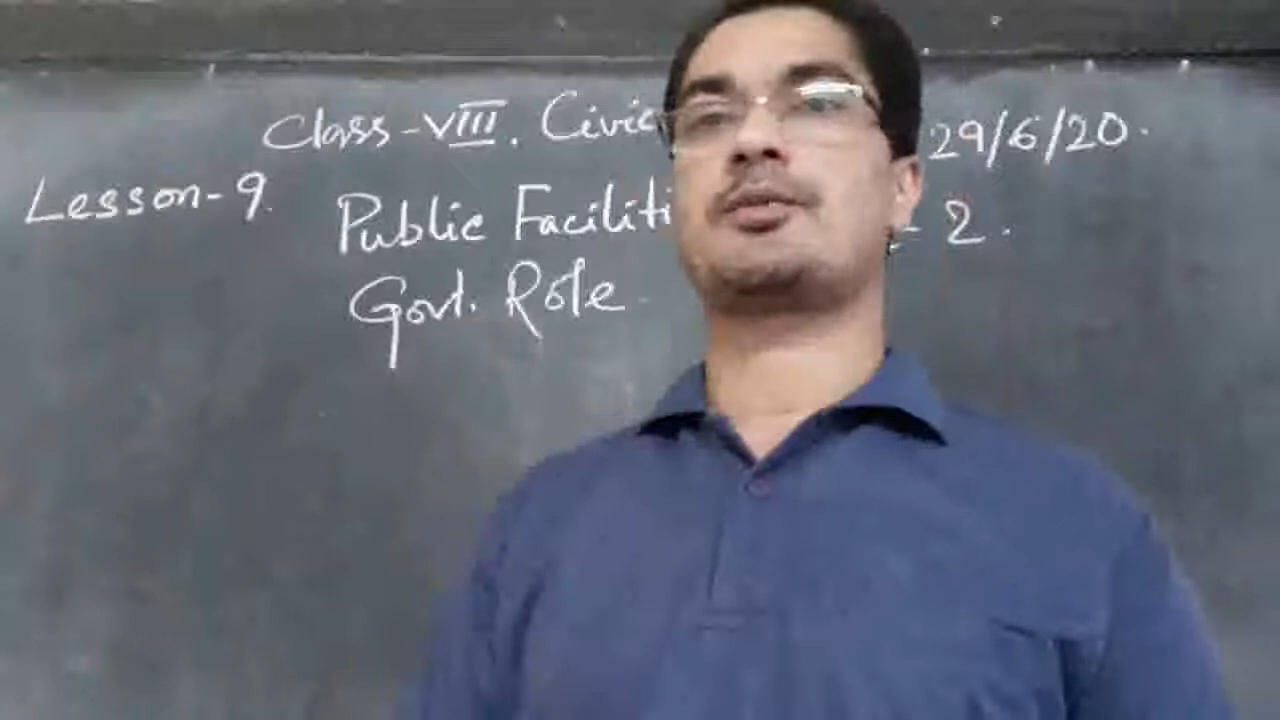 Class - VIII. Civic 29/6/20.
Lesson - 9. Public Faciliti - 2.
Govt. Role